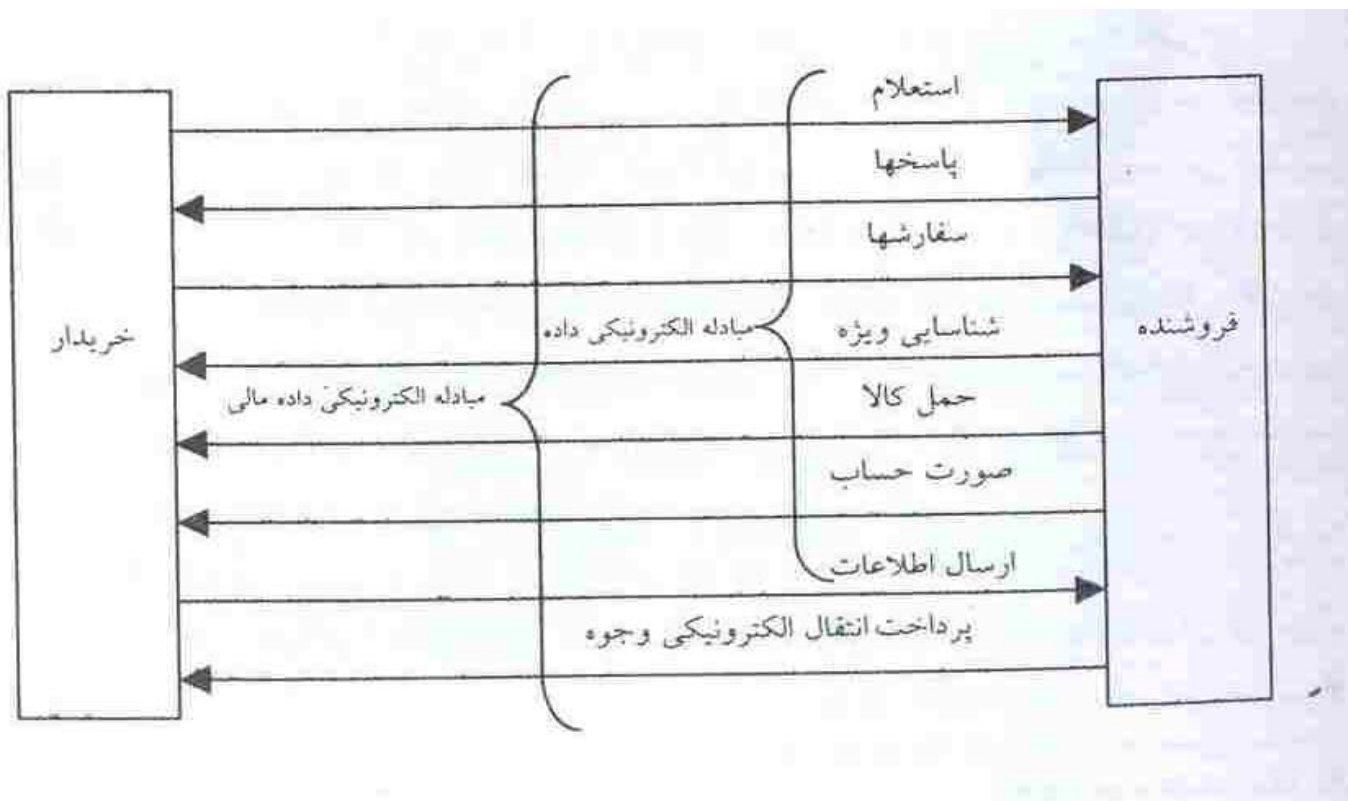 استعلام
پاسخها
سفارشها
فروشنده
شناسایی ویژه
مبادله الکترونیکی داده
خریدار
حمل کالا
مبادله الکترونیکی داده مالی
صورت حساب
ارسال اطلاعات
پرداخت انتقال الکترونیکی وجوه